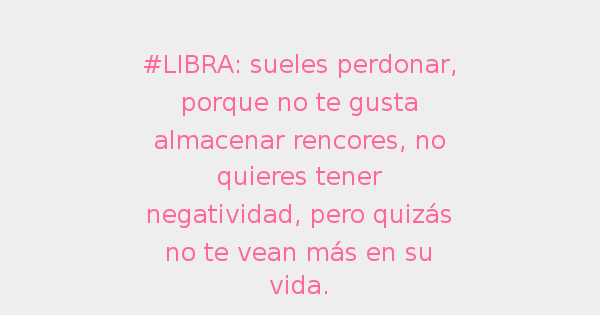 #LIBRA: sueles perdonar,
porque no te gusta
almacenar rencores, no
quieres tener
negatividad, pero quizás
no te vean más en su
vida.